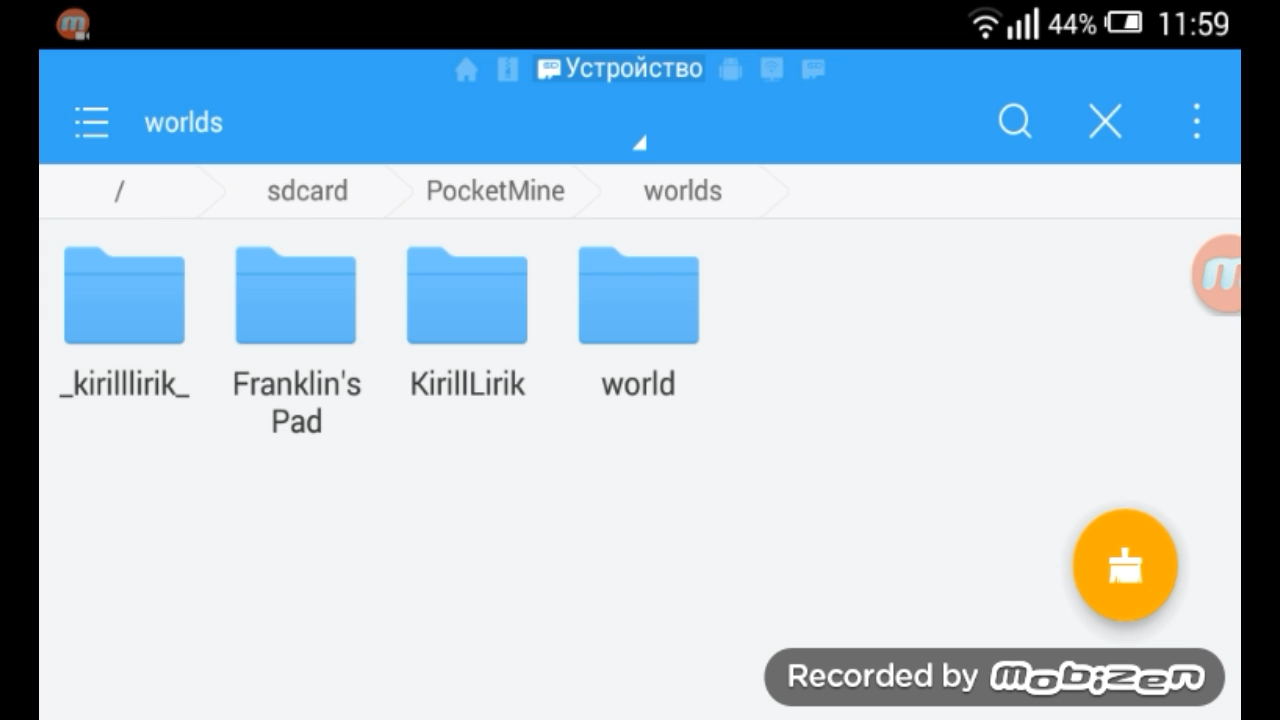 44% 11:59
Устройство
worlds
/ sdcard PocketMine worlds
_kirilllirik_ Franklin's Pad KirillLirik world
Recorded by mobizen